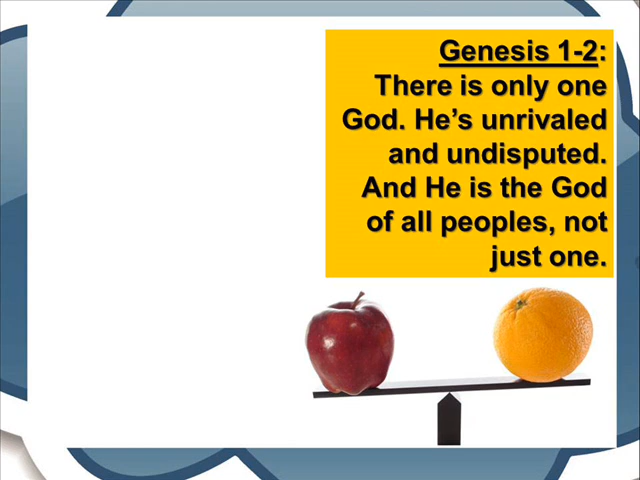 Genesis 1-2:
There is only one
God. He’s unrivaled
and undisputed.
And He is the God
of all peoples, not
just one.